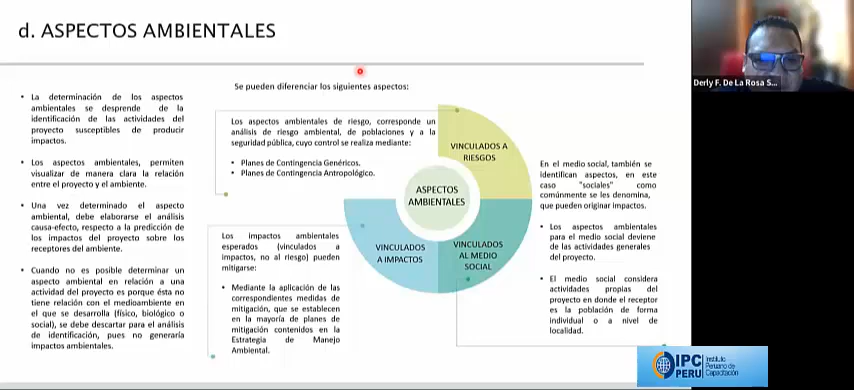 d. ASPECTOS AMBIENTALES
• La determinación de los aspectos
ambientales se desprende de la
identificación de las actividades del
proyecto susceptibles de producir
impactos.
• Los aspectos ambientales, permiten
visualizar de manera clara la relación
entre el proyecto y el ambiente.
• Una vez determinado el aspecto
ambiental, debe elaborarse el análisis
causa-efecto, respecto a la predicción de
los impactos del proyecto sobre los
receptores del ambiente.
• Cuando no es posible determinar un
aspecto ambiental en relación a una
actividad del proyecto es porque ésta no
tiene relación con el medioambiente en
el que se desarrolla (físico, biológico o
social), se debe descartar para el análisis
de identificación, pues no generaría
impactos ambientales.
Se pueden diferenciar los siguientes aspectos:
Los aspectos ambientales de riesgo, corresponde un
análisis de riesgo ambiental, de poblaciones y a la
seguridad pública, cuyo control se realiza mediante:
• Planes de Contingencia Genéricos.
• Planes de Contingencia Antropológico.
Los impactos ambientales
esperados (vinculados a
impactos, no al riesgo) pueden
mitigarse:
• Mediante la aplicación de las
correspondientes medidas de
mitigación, que se establecen
en la mayoría de planes de
mitigación contenidos en la
Estrategia de Manejo
Ambiental.
VINCULADOS A
RIESGOS
ASPECTOS
AMBIENTALES
VINCULADOS
A IMPACTOS
VINCULADOS
AL MEDIO
SOCIAL
En el medio social, también se
identifican aspectos, en este
caso "sociales" como
comúnmente se les denomina,
que pueden originar impactos.
• Los aspectos ambientales
para el medio social deviene
de las actividades generales
del proyecto.
• El medio social considera
actividades propias del
proyecto en donde el receptor
es la población de forma
individual o a nivel de
localidad.
Derly F. De La Rosa S...
IPC
PERU
Instituto
Peruano de
Capacitación